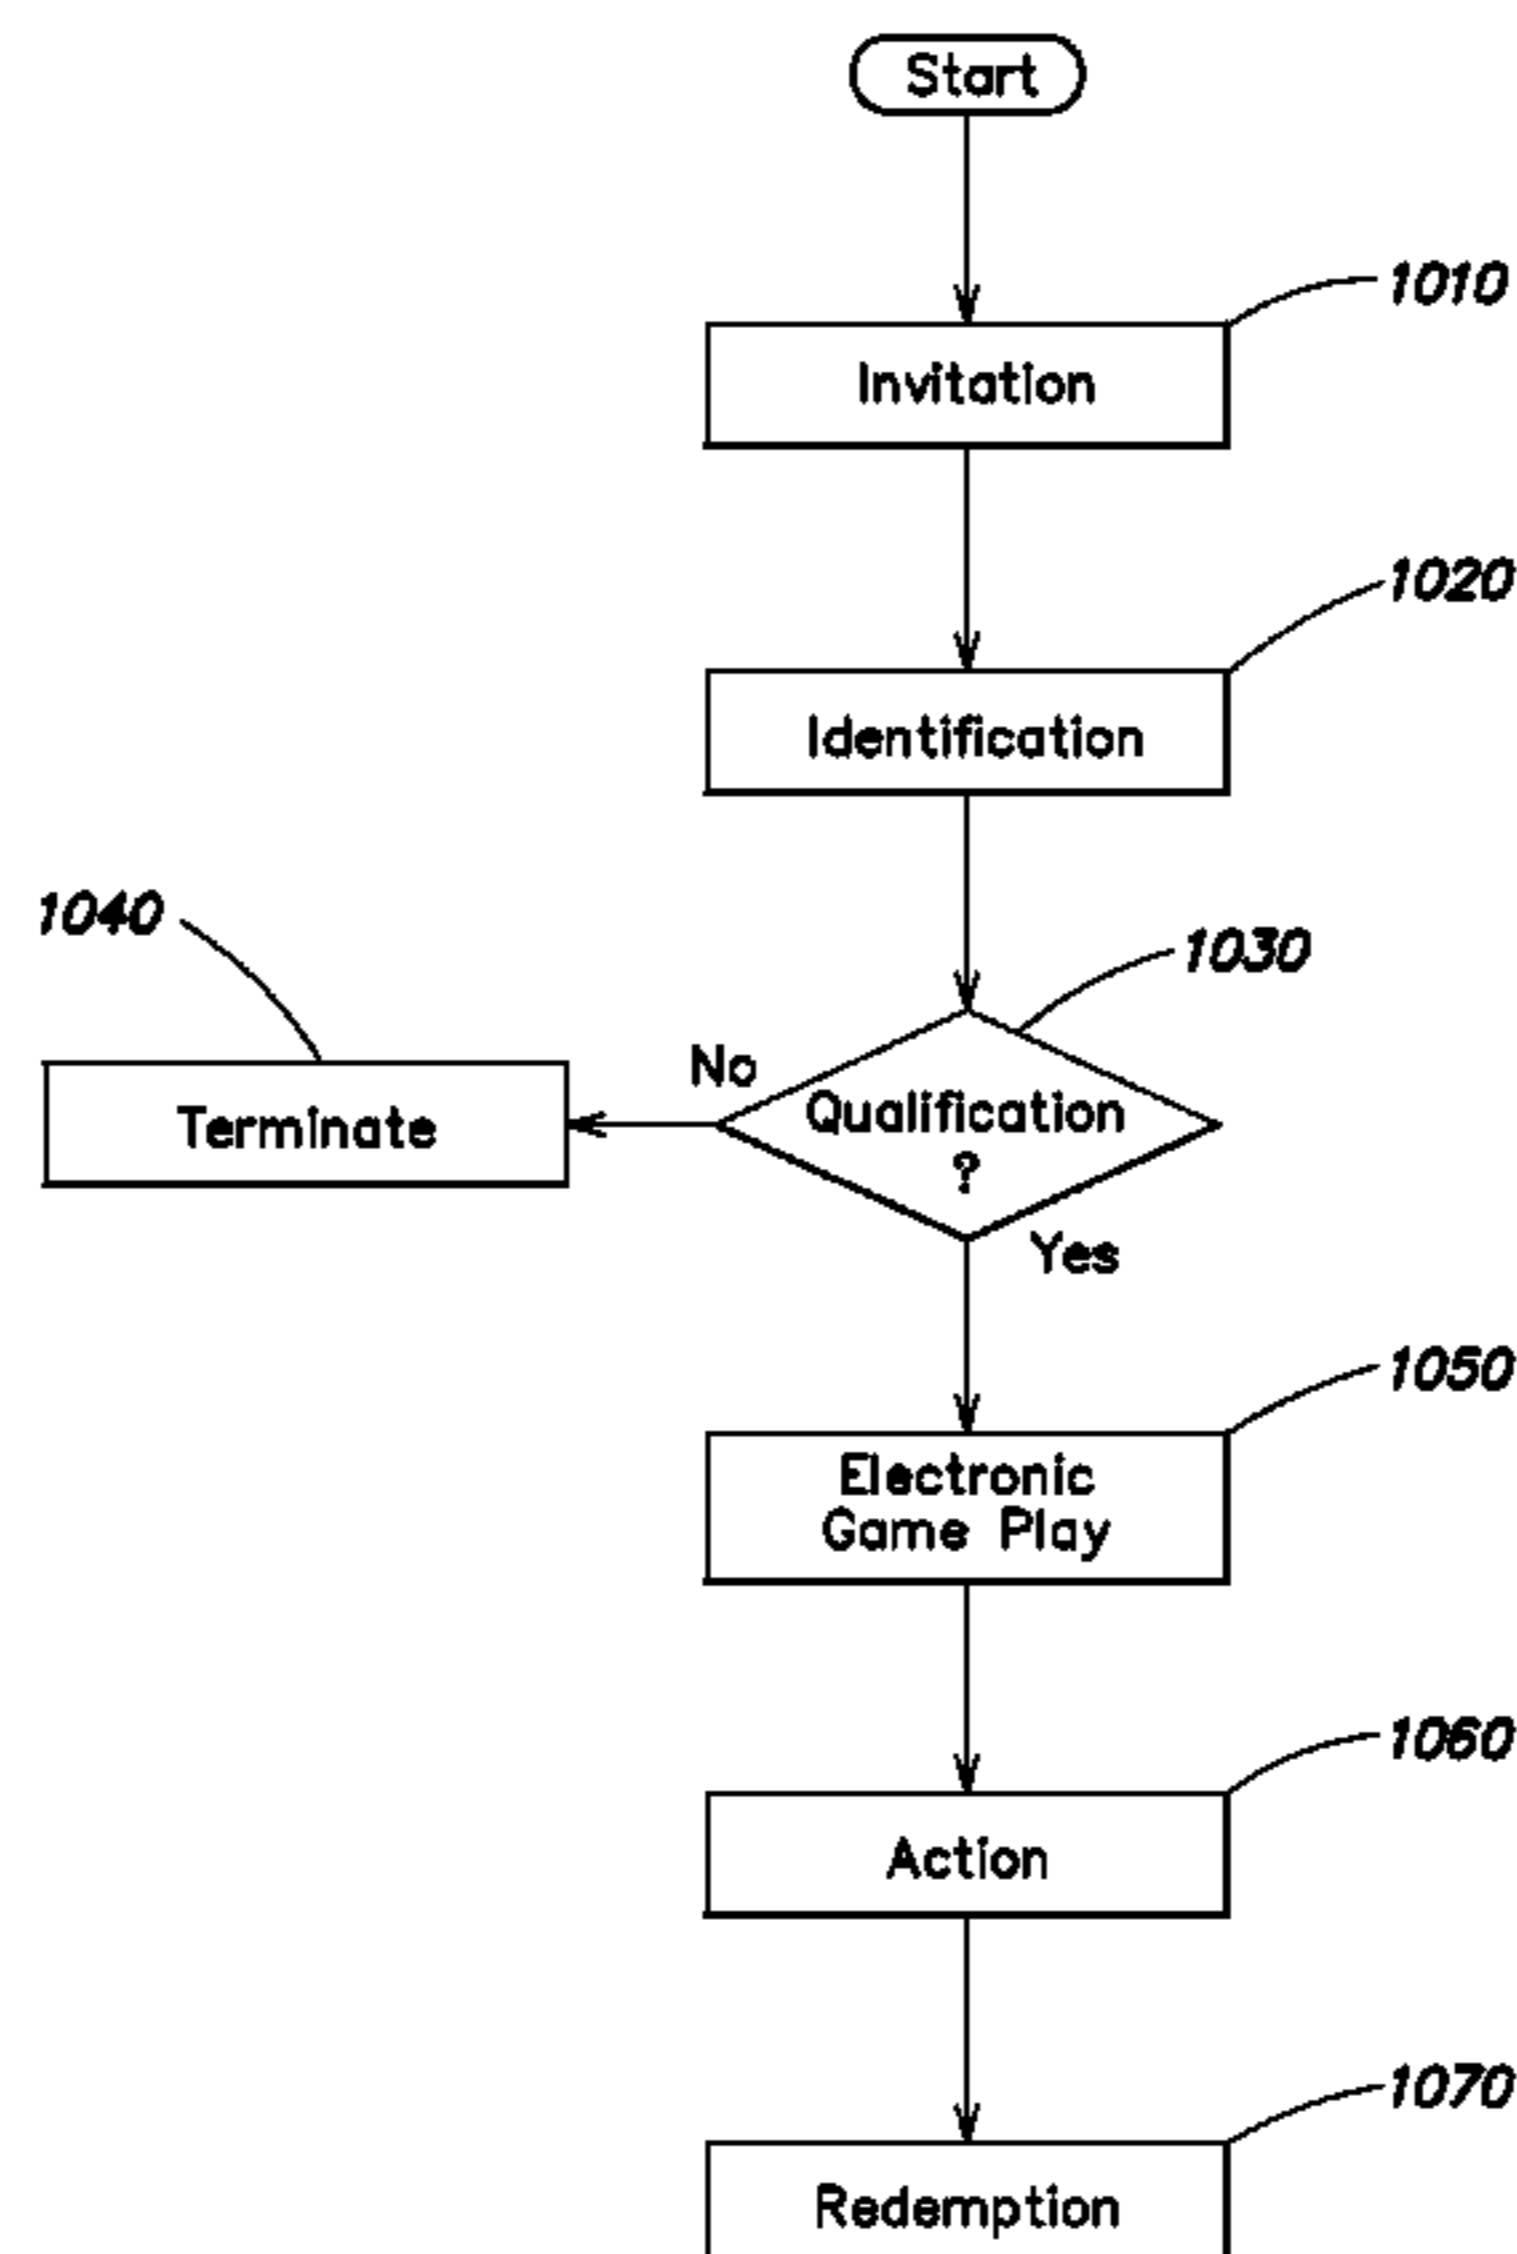 Start
1010
Invitation
1020
Identification
1040
1030
No
Terminate
Qualification
?
Yes
1050
Electronic
Game Play
1060
Action
1070
Redemption